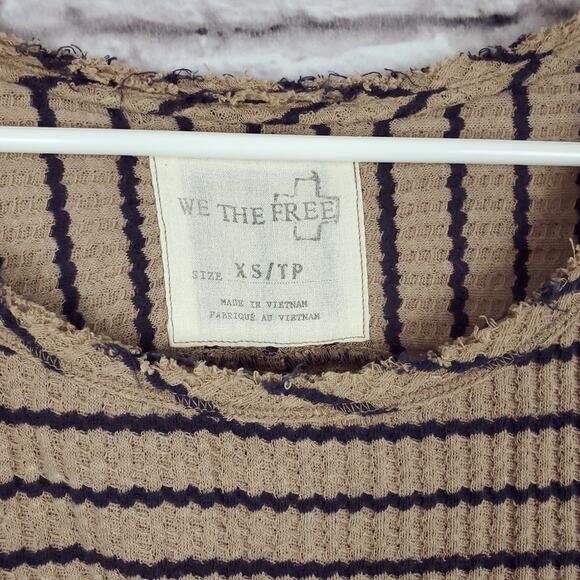 WE THE FREE
SIZE XS/TP
MADE IN VIETNAM
FABRIQUÉ AU VIETNAM